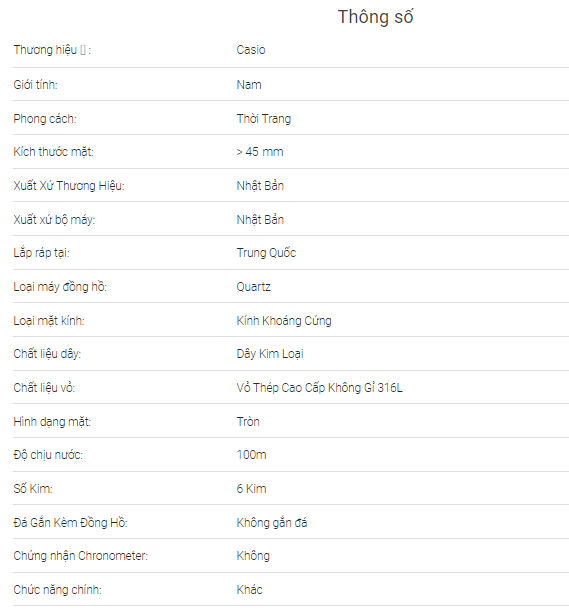 Thông số
Thương hiệu ▯ : Casio
Giới tính: Nam
Phong cách: Thời Trang
Kích thước mặt: > 45 mm
Xuất Xứ Thương Hiệu: Nhật Bản
Xuất xứ bộ máy: Nhật Bản
Lắp ráp tại: Trung Quốc
Loại máy đồng hồ: Quartz
Loại mặt kính: Kính Khoáng Cứng
Chất liệu dây: Dây Kim Loại
Chất liệu vỏ: Vỏ Thép Cao Cấp Không Gỉ 316L
Hình dạng mặt: Tròn
Độ chịu nước: 100m
Số Kim: 6 Kim
Đá Gắn Kèm Đồng Hồ: Không gắn đá
Chứng nhận Chronometer: Không
Chức năng chính: Khác